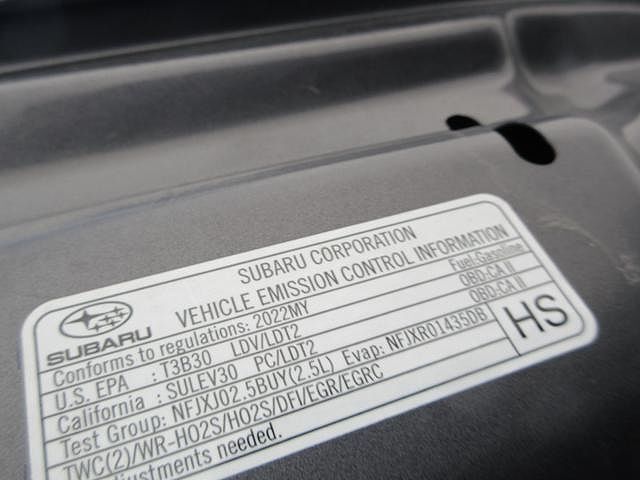 SUBARU CORPORATION
VEHICLE EMISSION CONTROL INFORMATION
SUBARU
Conforms to regulations: 2022MY Fuel:Gasoline
U.S. EPA : T3B30 LDV/LDT2 OBD-CA II
California : SULEV30 PC/LDT2 OBD-CA II
Test Group: NFJXJ02.5BUY(2.5L) Evap: NFJXR01435DB
TWC(2)/WR-HO2S/HO2S/DFI/EGR/EGRC
adjustments needed.
HS